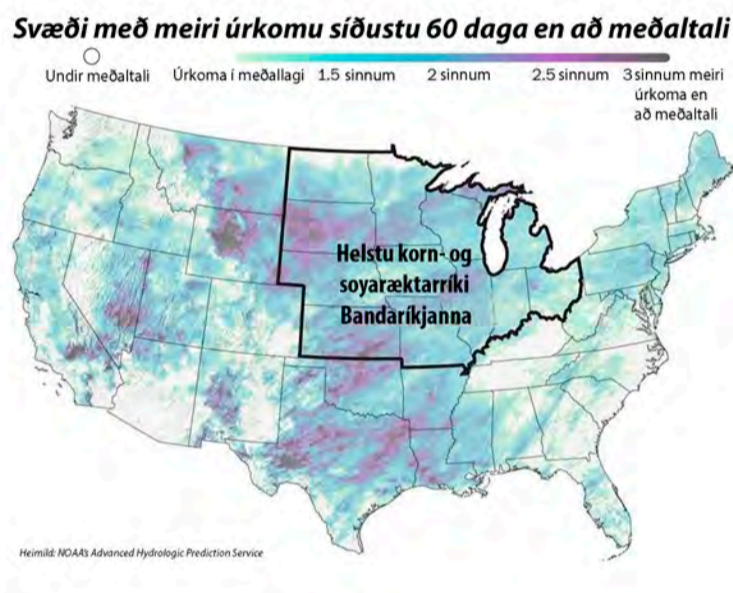 Svæði með meiri úrkomu síðustu 60 daga en að meðaltali
Undir meðaltali
Úrkoma í meðallagi
1.5 sinnum
2 sinnum
2.5 sinnum
3 sinnum meiri
úrkoma en
að meðaltali
Helstu korn- og
soyaræktarríki
Bandaríkjanna
Heimild: NOAA's Advanced Hydrologic Prediction Service